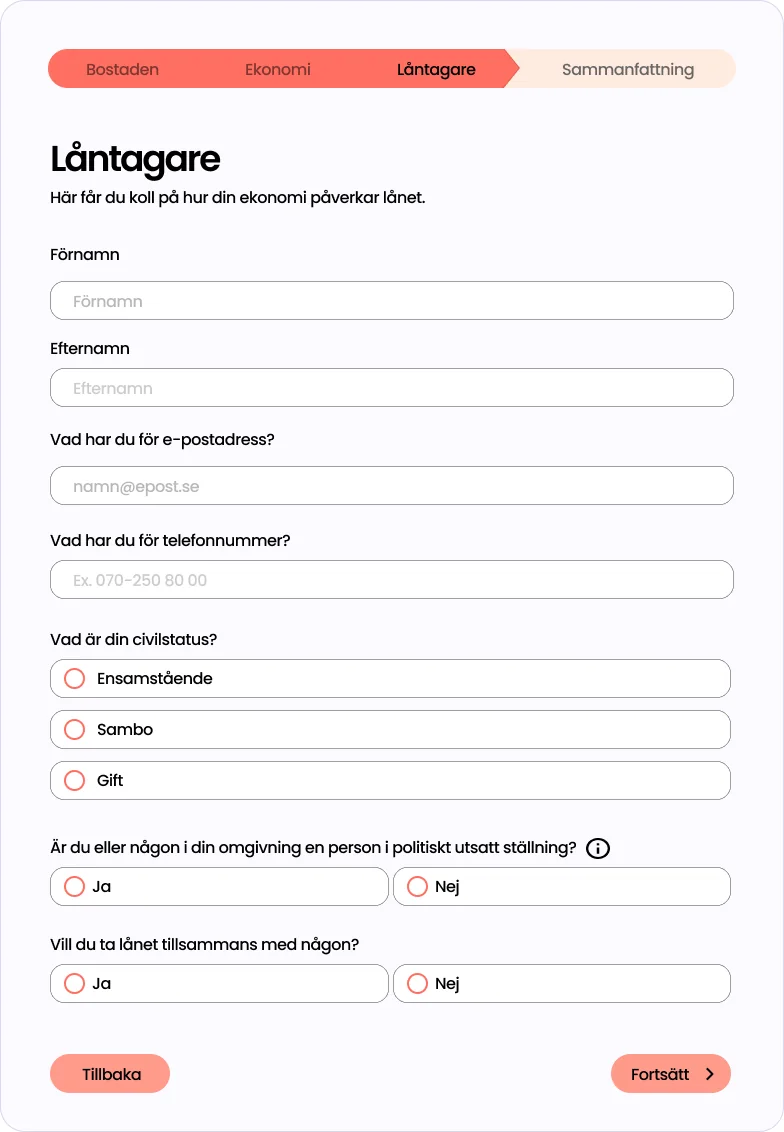 Bostaden
Ekonomi
Låntagare
Sammanfattning
Låntagare
Här får du koll på hur din ekonomi påverkar lånet.
Förnamn
Förnamn
Efternamn
Efternamn
Vad har du för e-postadress?
namn@epost.se
Vad har du för telefonnummer?
Ex. 070-250 80 00
Vad är din civilstatus?
Ensamstående
Sambo
Gift
Är du eller någon i din omgivning en person i politiskt utsatt ställning?
Ja
Nej
Vill du ta lånet tillsammans med någon?
Ja
Nej
Tillbaka
Fortsätt